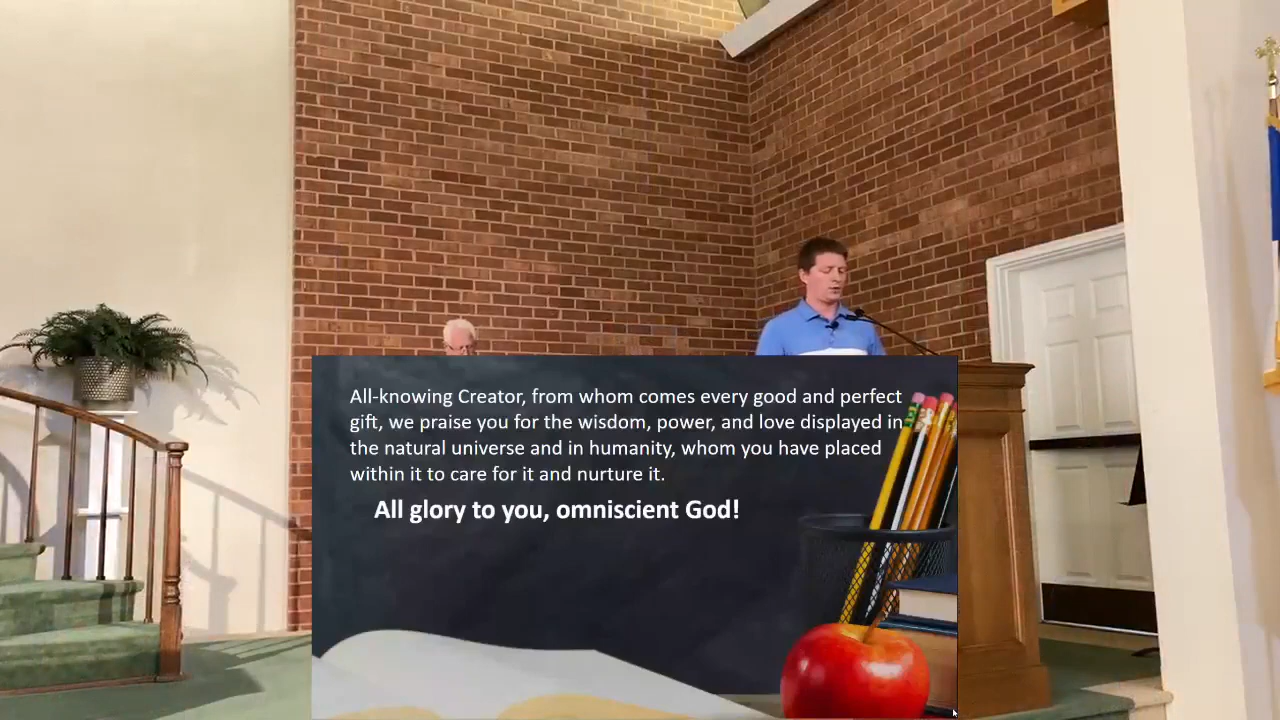 All-knowing Creator, from whom comes every good and perfect
gift, we praise you for the wisdom, power, and love displayed in
the natural universe and in humanity, whom you have placed
within it to care for it and nurture it.
All glory to you, omniscient God!